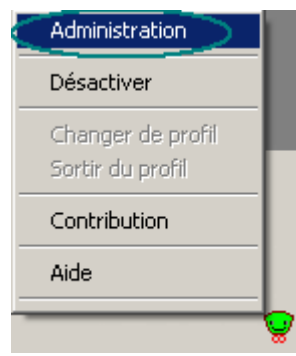 Administration
Désactiver
Changer de profil
Sortir du profil
Contribution
Aide